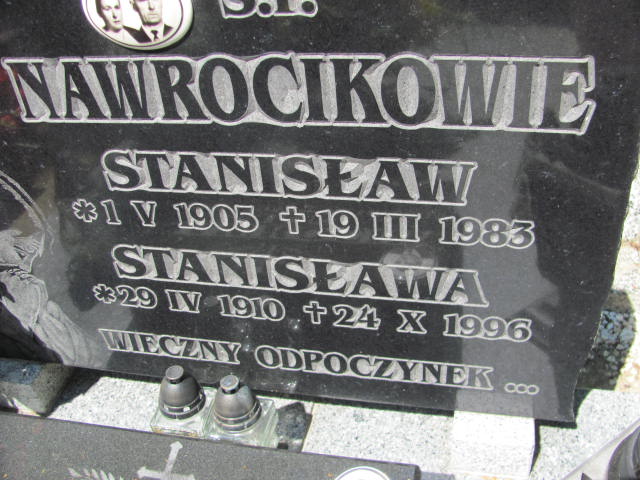 Ś.P.
NAWROCIKOWIE
STANISŁAW
*1 V 1905 †19 III 1983
STANISŁAWA
*29 IV 1910 †24 X 1996
WIECZNY ODPOCZYNEK ...